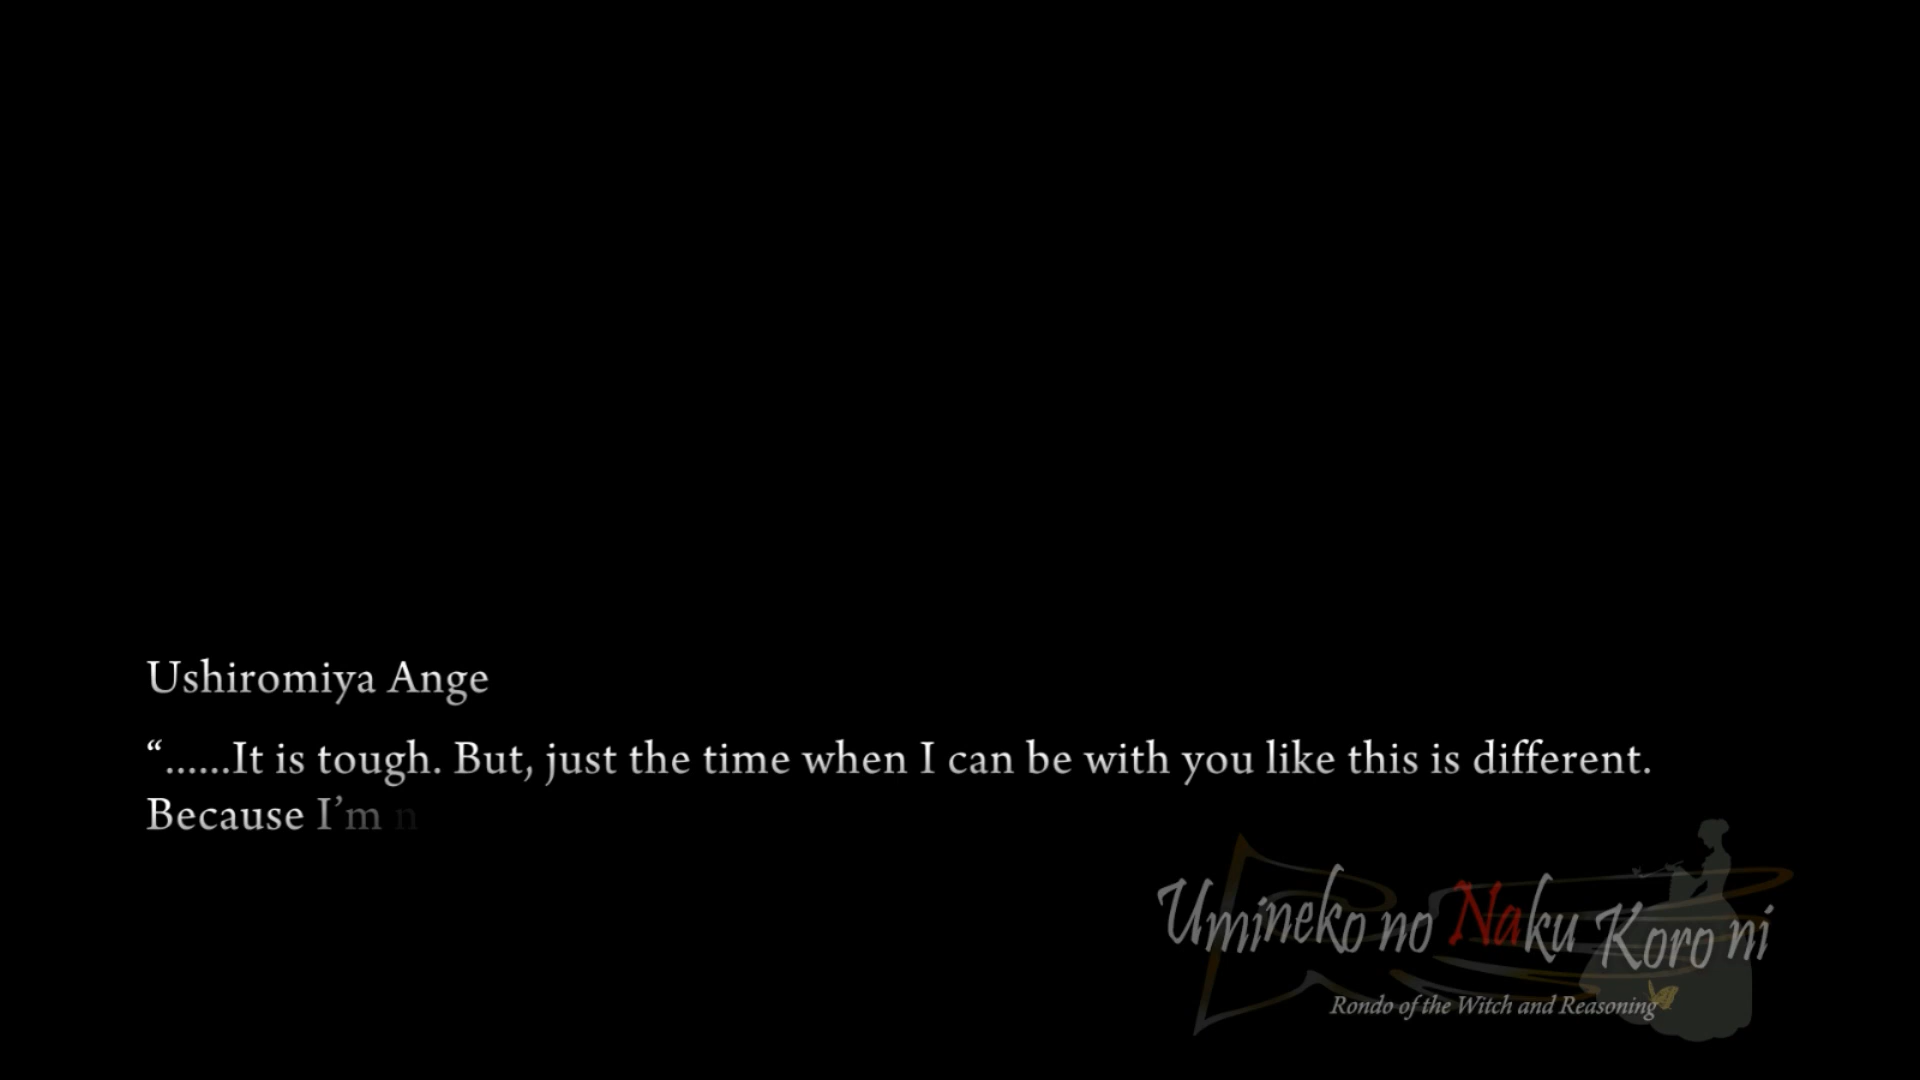 Ushiromiya Ange
“......It is tough. But, just the time when I can be with you like this is different.
Because I’m n
Umineko no Naku Koro ni
Rondo of the Witch and Reasoning